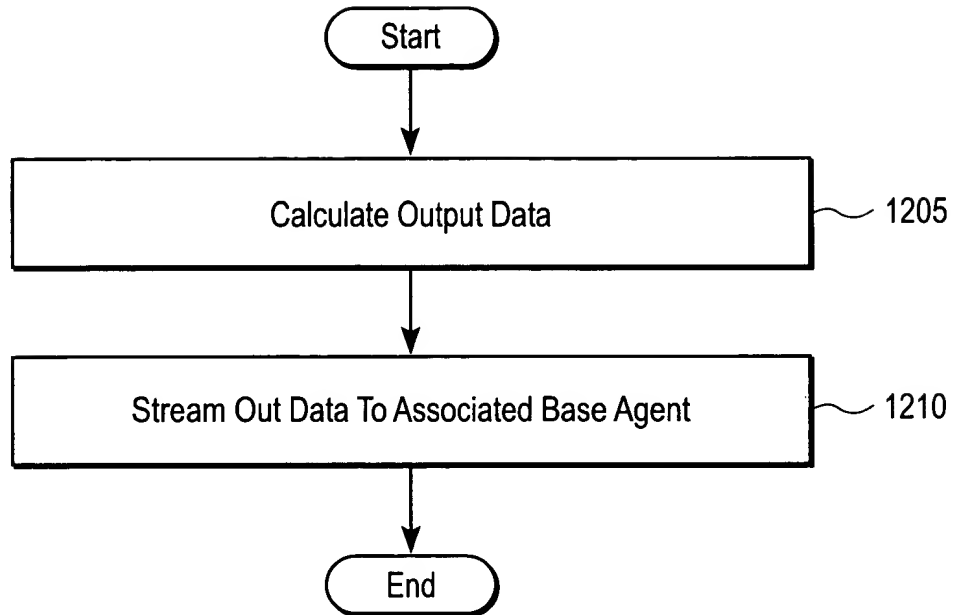 Start
Calculate Output Data
1205
Stream Out Data To Associated Base Agent
1210
End